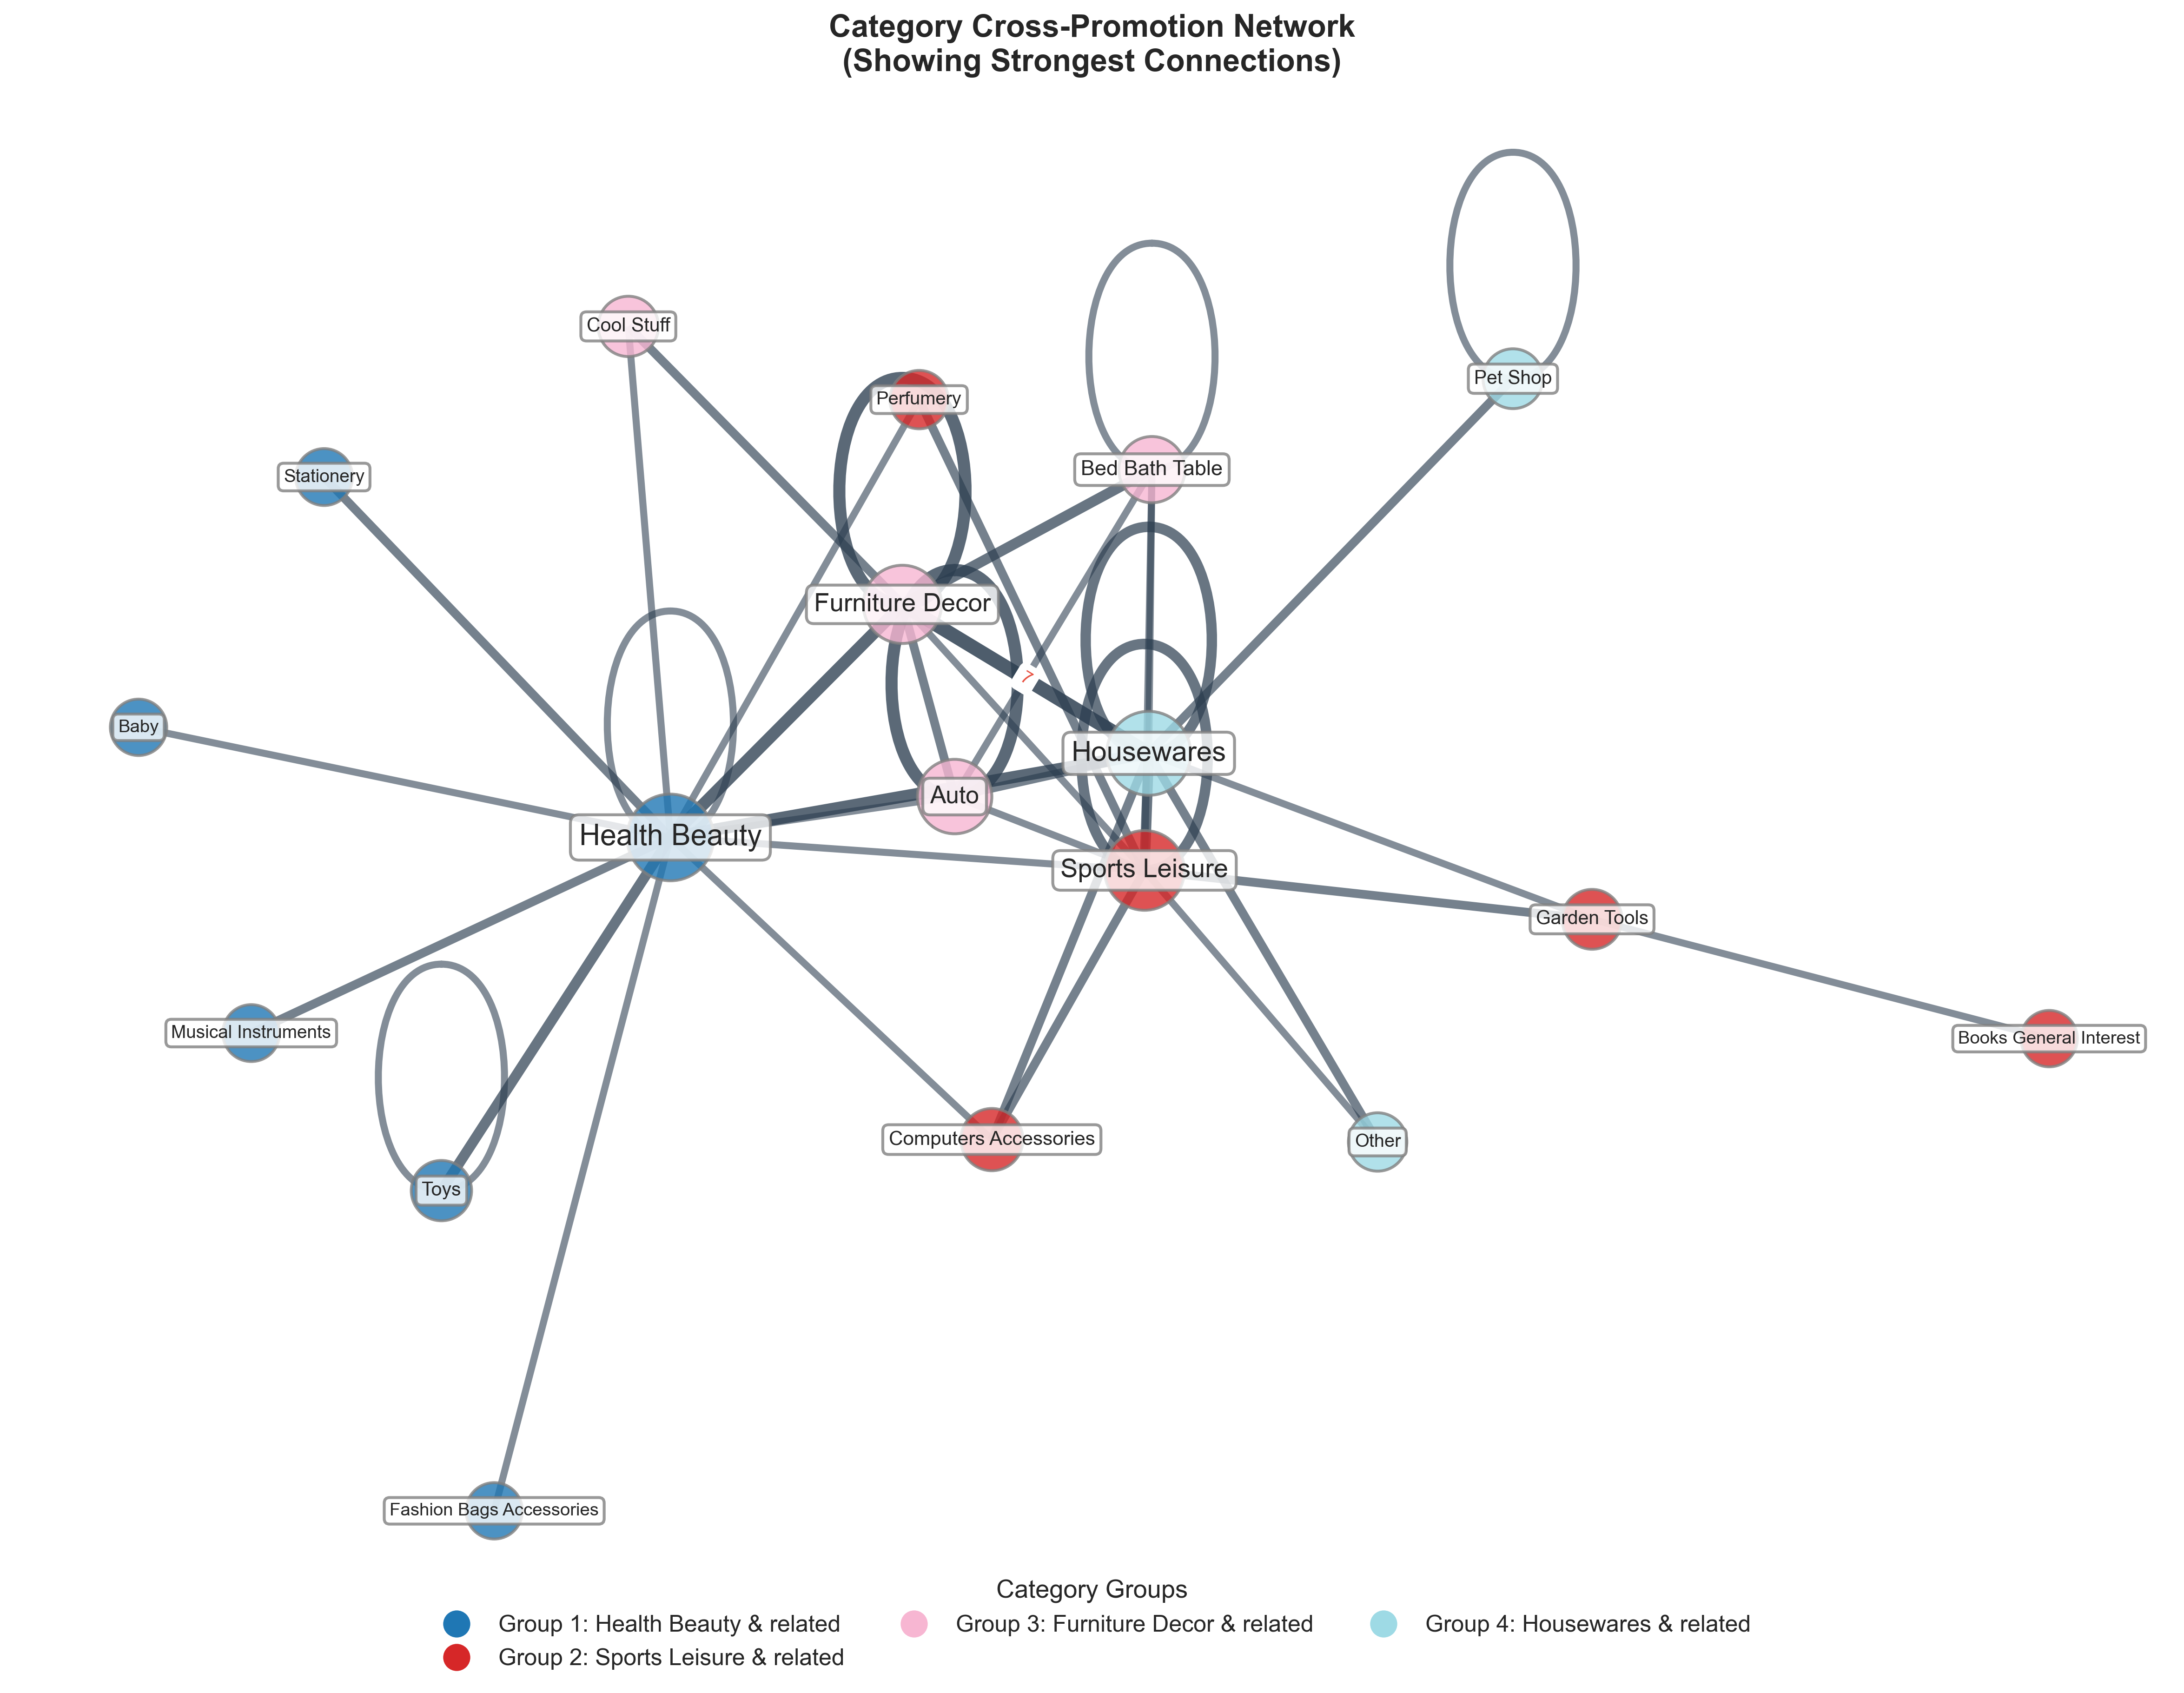 Category Cross-Promotion Network
(Showing Strongest Connections)
Cool Stuff
Pet Shop
Perfumery
Bed Bath Table
Stationery
Furniture Decor
7
Baby
Housewares
Auto
Health Beauty
Sports Leisure
Garden Tools
Musical Instruments
Books General Interest
Computers Accessories
Other
Toys
Fashion Bags Accessories
Category Groups
Group 1: Health Beauty & related
Group 2: Sports Leisure & related
Group 3: Furniture Decor & related
Group 4: Housewares & related